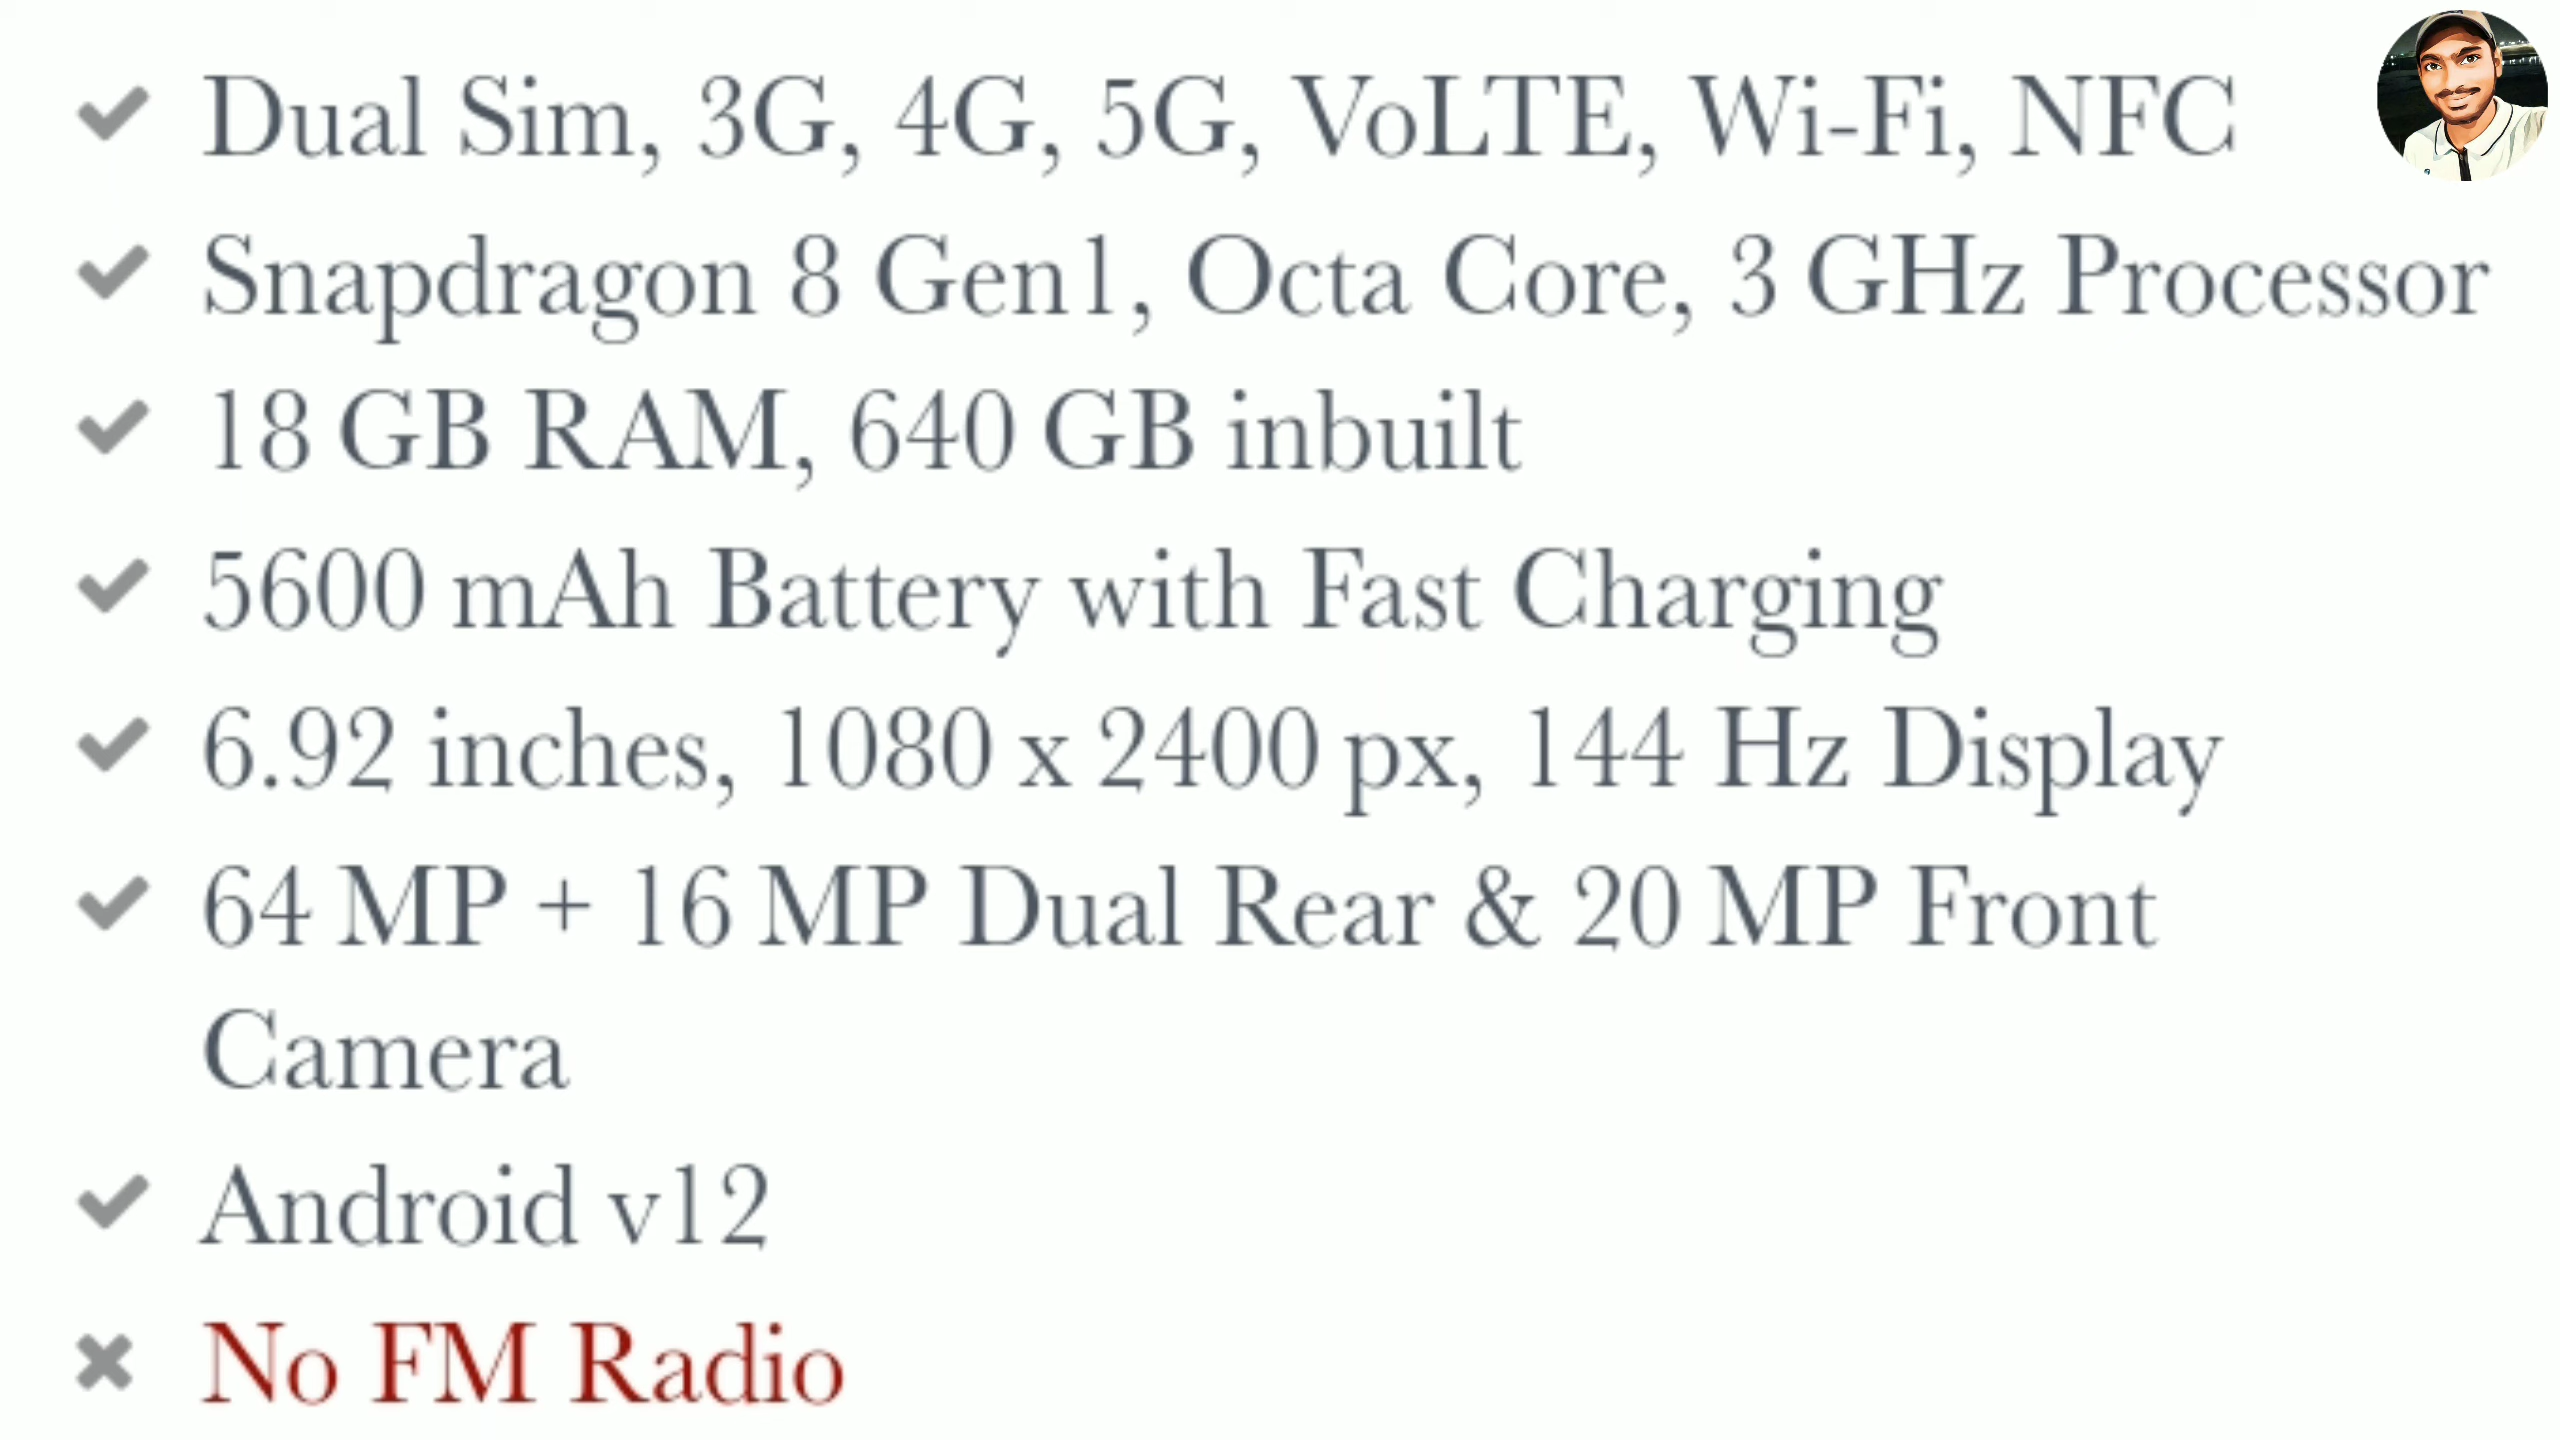 Dual Sim, 3G, 4G, 5G, VoLTE, Wi-Fi, NFC
Snapdragon 8 Gen1, Octa Core, 3 GHz Processor
18 GB RAM, 640 GB inbuilt
5600 mAh Battery with Fast Charging
6.92 inches, 1080 x 2400 px, 144 Hz Display
64 MP + 16 MP Dual Rear & 20 MP Front
Camera
Android v12
No FM Radio